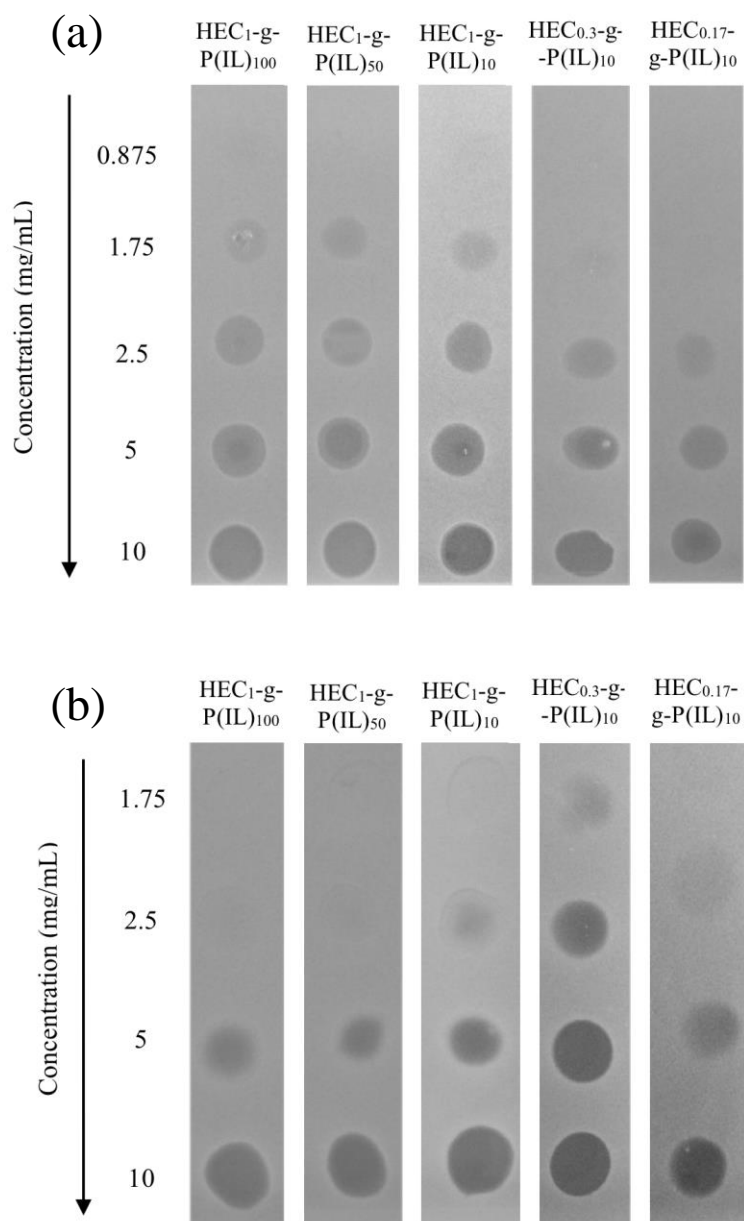 (a)
HEC1-g-
P(IL)100
HEC1-g-
P(IL)50
HEC1-g-
P(IL)10
HEC0.3-g-
-P(IL)10
HEC0.17-
g-P(IL)10
Concentration (mg/mL)
0.875
1.75
2.5
5
10
(b)
HEC1-g-
P(IL)100
HEC1-g-
P(IL)50
HEC1-g-
P(IL)10
HEC0.3-g-
-P(IL)10
HEC0.17-
g-P(IL)10
Concentration (mg/mL)
1.75
2.5
5
10